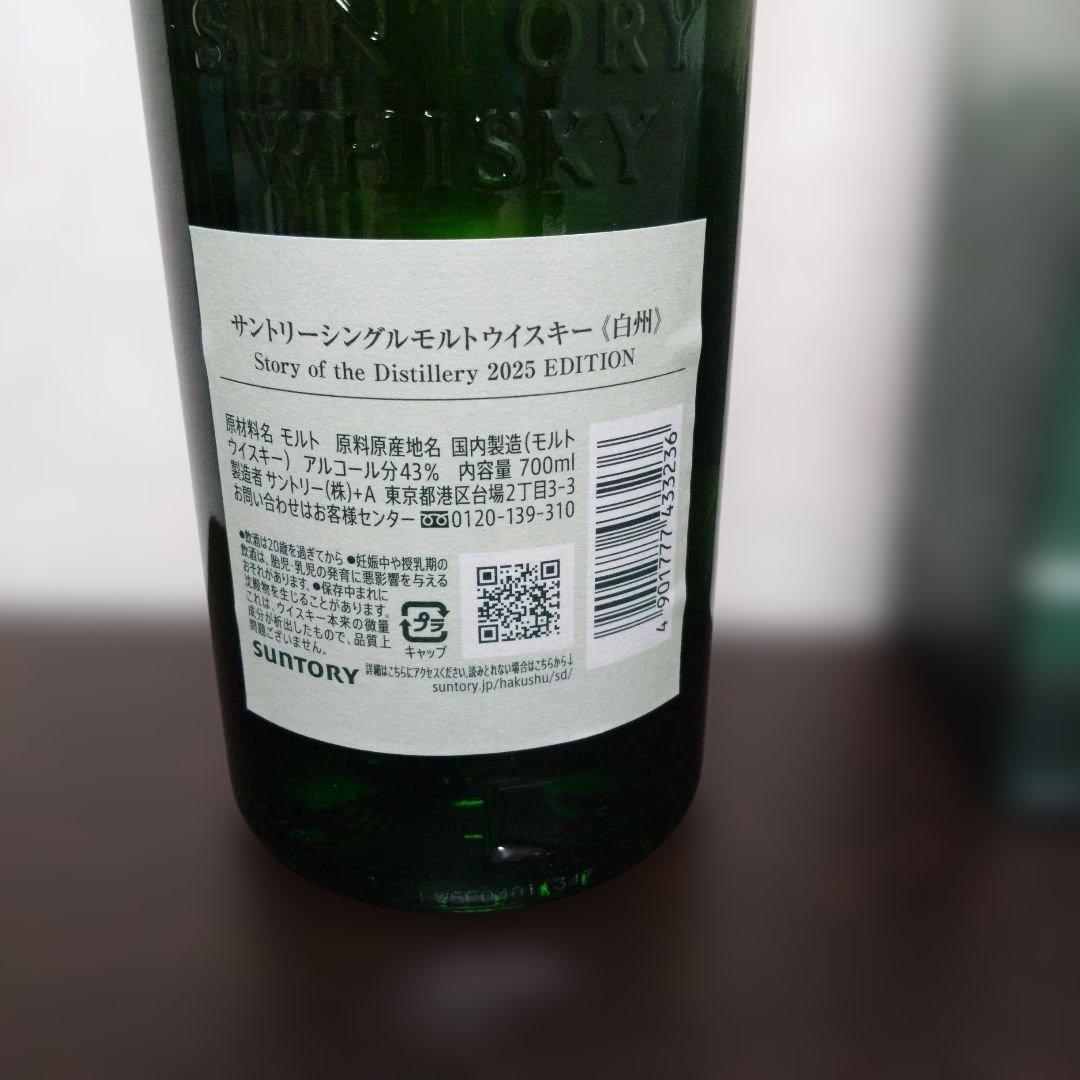 SUNTORY
WHISKY
サントリーシングルモルトウイスキー《白州》
Story of the Distillery 2025 EDITION
原材料名 モルト 原料原産地名 国内製造(モルト
ウイスキー) アルコール分43% 内容量 700ml
製造者 サントリー(株)+A 東京都港区台場2丁目3-3
お問い合わせはお客様センター 0120-139-310
●飲酒は20歳を過ぎてから ●妊娠中や授乳期の
飲酒は、胎児・乳児の発育に悪影響を与える
おそれがあります。●保存中まれに
沈殿物を生じることがあります。
これは、ウイスキー本来の微量
成分が析出したもので、品質上
問題ございません。
プラ
キャップ
SUNTORY
詳細はこちらにアクセスください。読みとれない場合はこちらから↓
suntory.jp/hakushu/sd/
4 901777 433236